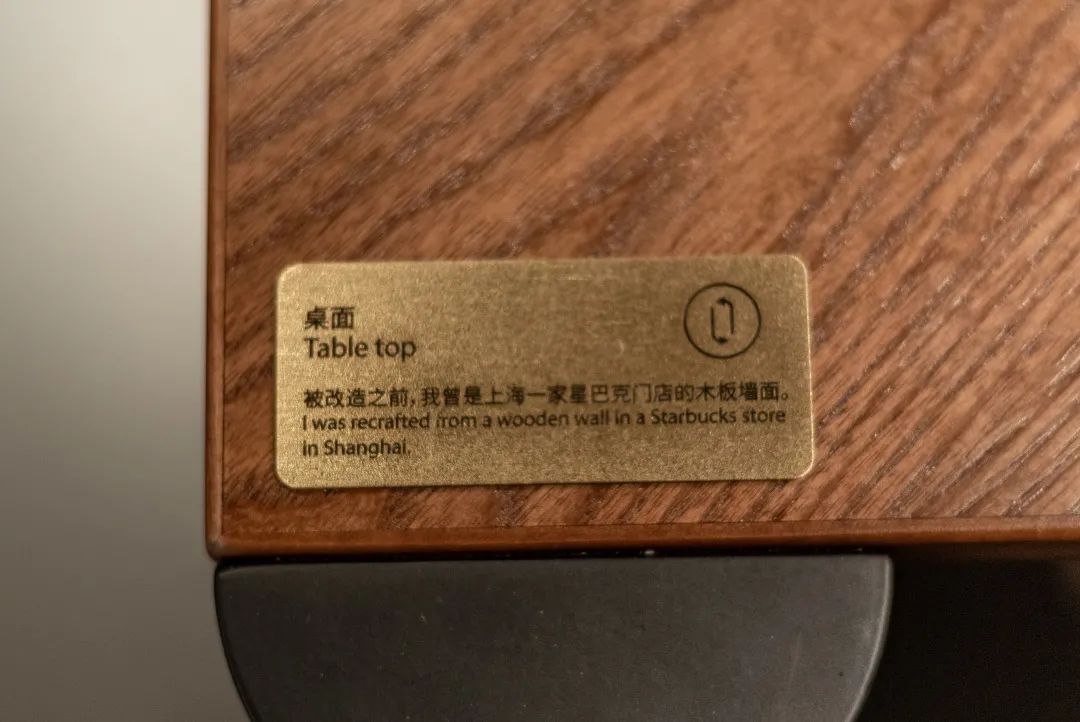 桌面
Table top
被改造之前,我曾是上海一家星巴克门店的木板墙面。
I was recrafted from a wooden wall in a Starbucks store
in Shanghai.